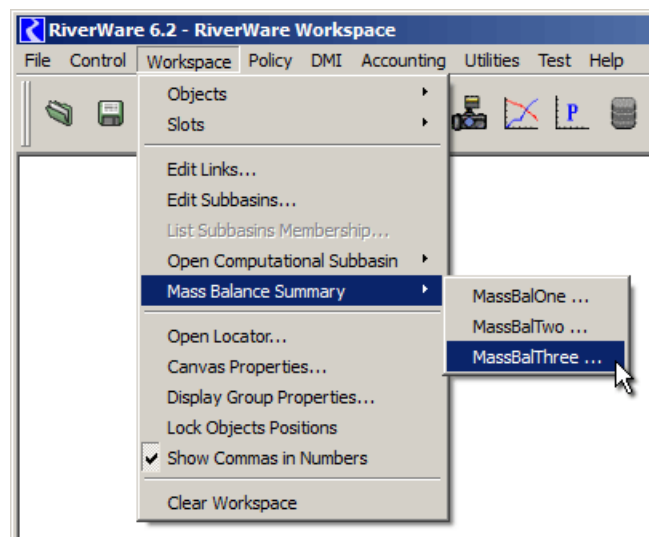 RiverWare 6.2 - RiverWare Workspace
File Control Workspace Policy DMI Accounting Utilities Test Help
P
Objects
Slots
Edit Links...
Edit Subbasins...
List Subbasins Membership...
Open Computational Subbasin
Mass Balance Summary
MassBalOne ...
MassBalTwo ...
MassBalThree ...
Open Locator...
Canvas Properties...
Display Group Properties...
Lock Objects Positions
Show Commas in Numbers
Clear Workspace